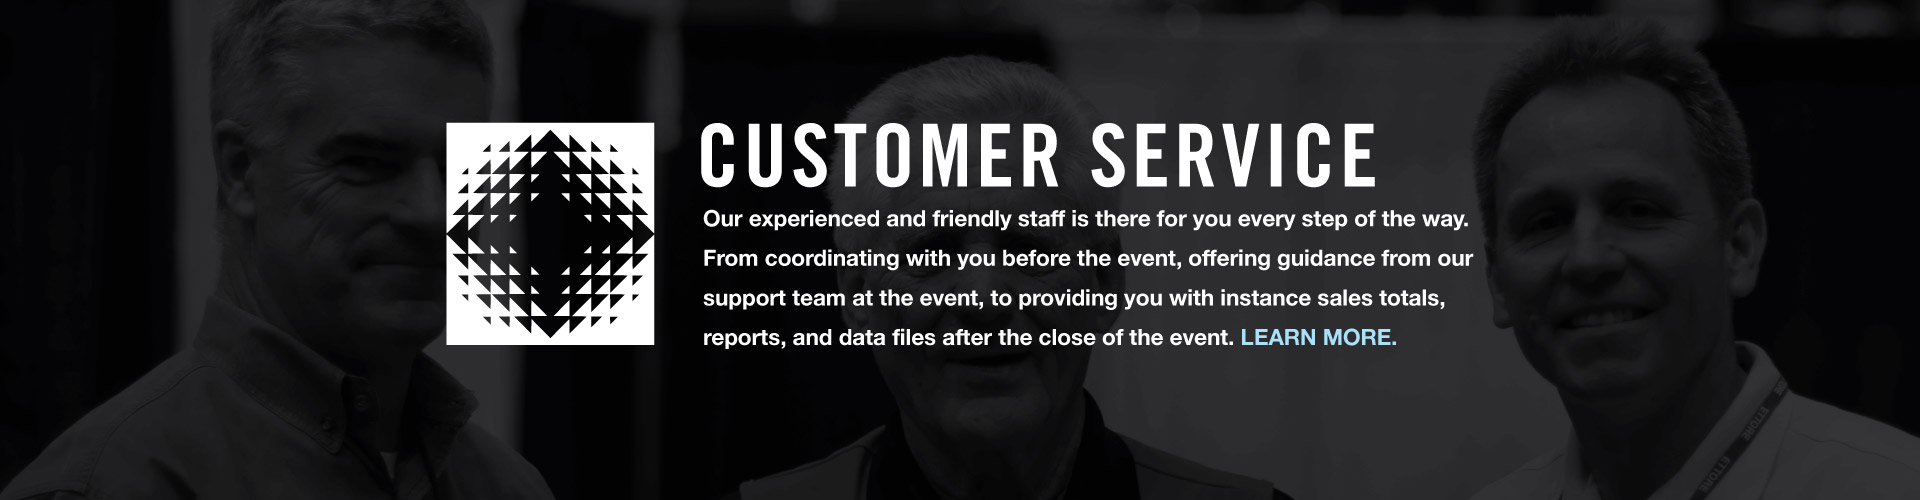 CUSTOMER SERVICE
Our experienced and friendly staff is there for you every step of the way.
From coordinating with you before the event, offering guidance from our
support team at the event, to providing you with instance sales totals,
reports, and data files after the close of the event. LEARN MORE.
ETTORE
ETTORE